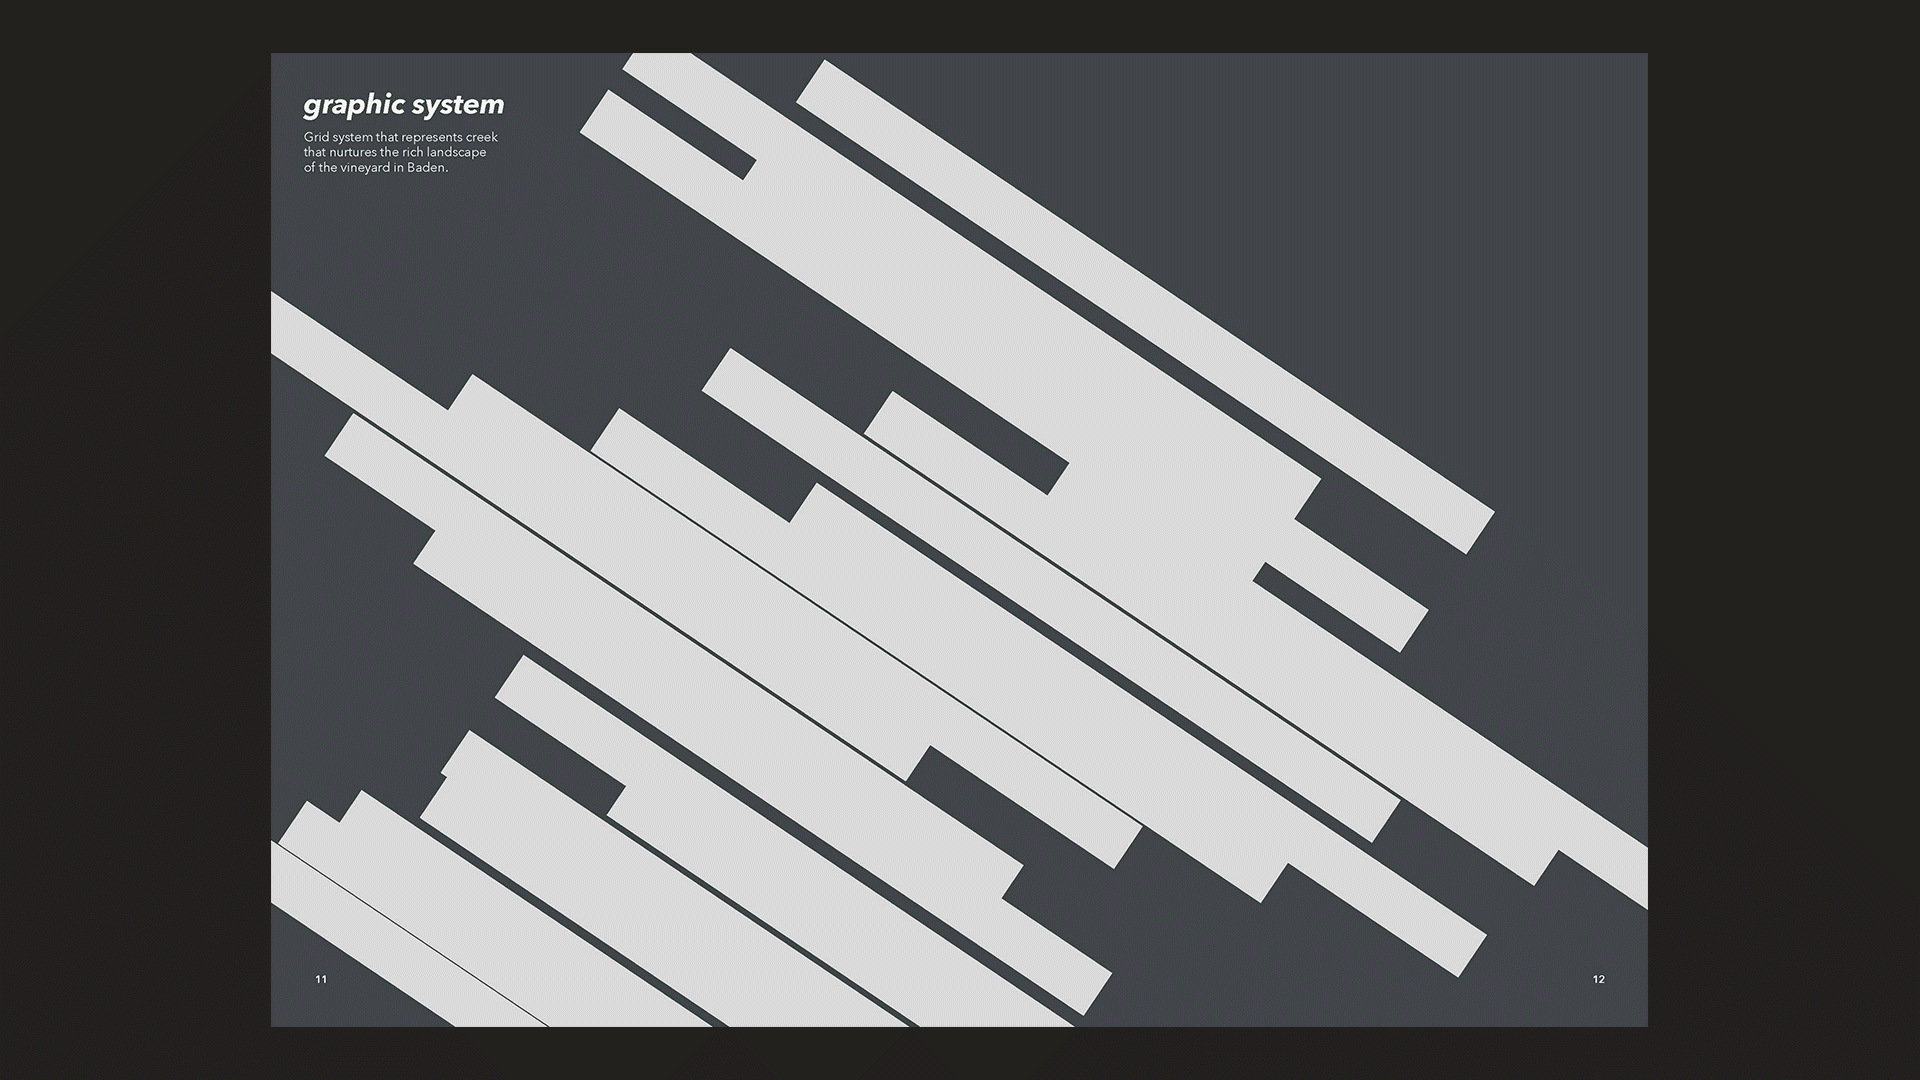 graphic system
Grid system that represents creek
that nurtures the rich landscape
of the vineyard in Baden.
11
12